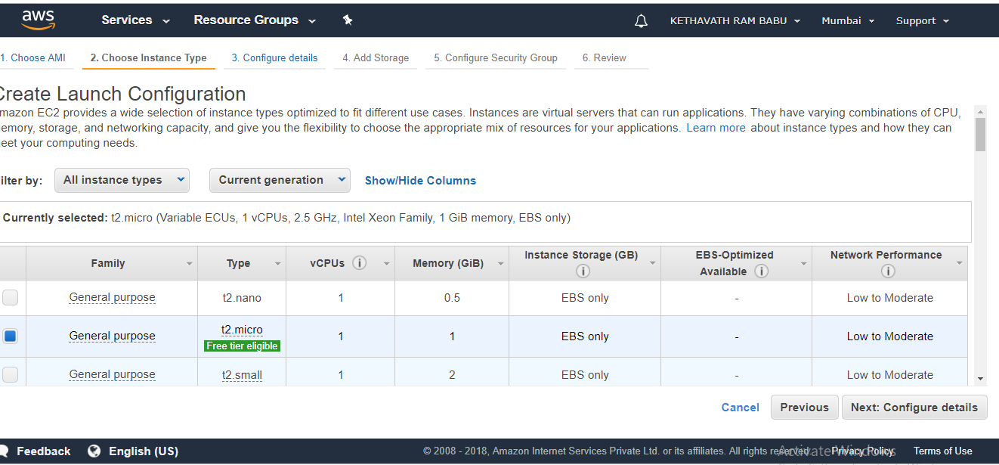 aws Services Resource Groups KETHAVATH RAM BABU Mumbai Support
1. Choose AMI 2. Choose Instance Type 3. Configure details 4. Add Storage 5. Configure Security Group 6. Review
Create Launch Configuration
mazon EC2 provides a wide selection of instance types optimized to fit different use cases. Instances are virtual servers that can run applications. They have varying combinations of CPU,
emory, storage, and networking capacity, and give you the flexibility to choose the appropriate mix of resources for your applications. Learn more about instance types and how they can
eet your computing needs.
ilter by: All instance types Current generation Show/Hide Columns
Currently selected: t2.micro (Variable ECUs, 1 vCPUs, 2.5 GHz, Intel Xeon Family, 1 GiB memory, EBS only)
Family Type vCPUs i Memory (GiB) Instance Storage (GB) i EBS-Optimized Available i Network Performance i
General purpose t2.nano 1 0.5 EBS only - Low to Moderate
General purpose t2.micro Free tier eligible 1 1 EBS only - Low to Moderate
General purpose t2.small 1 2 EBS only - Low to Moderate
Cancel Previous Next: Configure details
Feedback English (US) © 2008 - 2018, Amazon Internet Services Private Ltd. or its affiliates. All rights reserved. Privacy Policy Terms of Use
Activate Windows